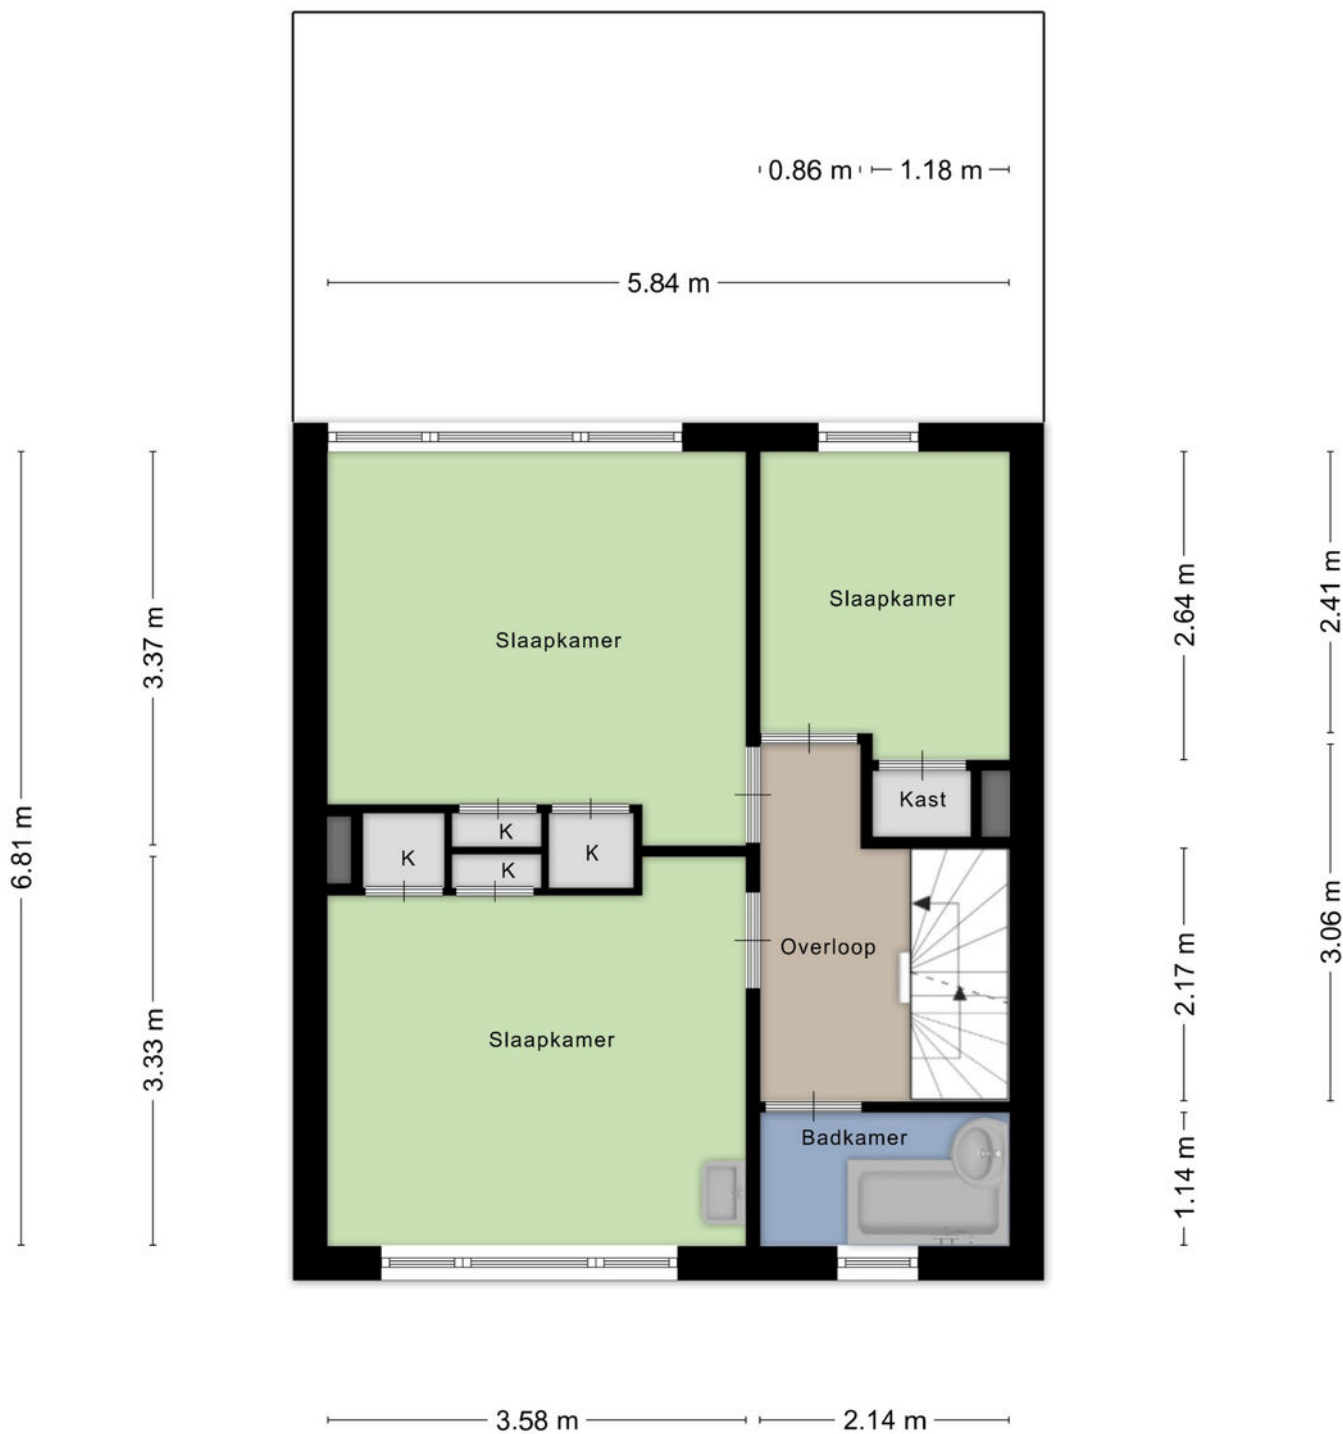 0.86 m
1.18 m
5.84 m
3.37 m
6.81 m
3.33 m
Slaapkamer
Slaapkamer
2.64 m
2.41 m
Kast
K
K
K
K
Overloop
2.17 m
3.06 m
Slaapkamer
Badkamer
1.14 m
3.58 m
2.14 m